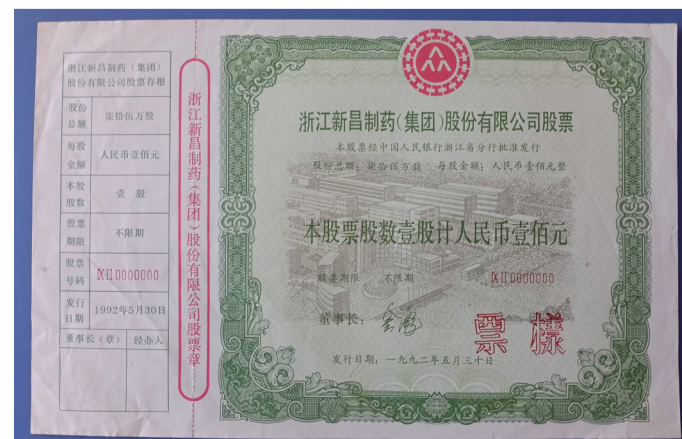 浙江新昌制药（集团）
股份有限公司股票存根
股份总额 柒拾伍万股
每股金额 人民币壹佰元
本股股数 壹 股
股票期限 不限期
股票号码 IX II 0000000
发行日期 1992年5月30日
董事长（章） 经办人
浙江新昌制药（集团）股份有限公司股票章
浙江新昌制药(集团)股份有限公司股票
本股票经中国人民银行浙江省分行批准发行
股份总额：柒拾伍万股 每股金额：人民币壹佰元整
本股票股数壹股计人民币壹佰元
股票期限 不限期 IX II 0000000
董事长：
票樣
发行日期：一九九二年五月三十日